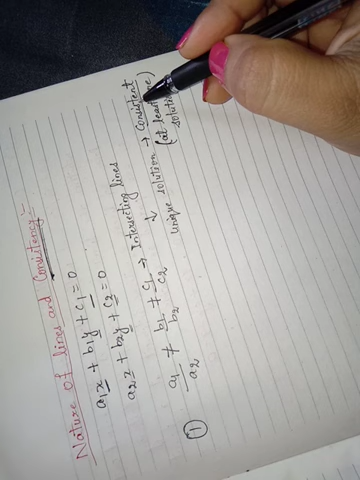 Nature of lines and Consistency:-
a₁x + b₁y + c₁ = 0
a₂x + b₂y + c₂ = 0
① a₁/a₂ ≠ b₁/b₂ ≠ c₁/c₂ → Intersecting lines
↓
unique solution → Consistent
(at least
solution)